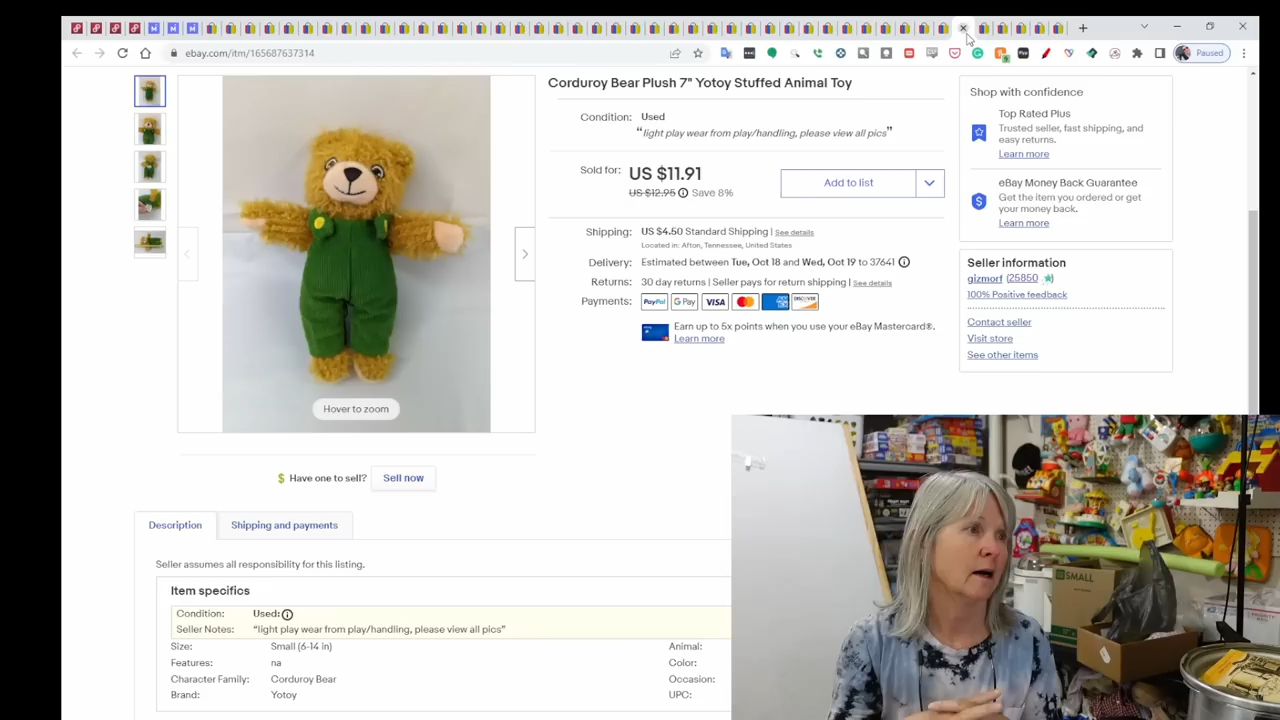 ebay.com/itm/165687637314
Paused
Corduroy Bear Plush 7" Yotoy Stuffed Animal Toy
Condition: Used
"light play wear from play/handling, please view all pics"
Sold for: US $11.91
US $12.95 Save 8%
Add to list
Shipping: US $4.50 Standard Shipping | See details
Located in: Afton, Tennessee, United States
Delivery: Estimated between Tue, Oct 18 and Wed, Oct 19 to 37641
Returns: 30 day returns | Seller pays for return shipping | See details
Payments: PayPal G Pay VISA DISCOVER
Earn up to 5x points when you use your eBay Mastercard®.
Learn more
Shop with confidence
Top Rated Plus
Trusted seller, fast shipping, and
easy returns.
Learn more
eBay Money Back Guarantee
Get the item you ordered or get
your money back.
Learn more
Seller information
gizmorf (25850)
100% Positive feedback
Contact seller
Visit store
See other items
Hover to zoom
$ Have one to sell? Sell now
Description Shipping and payments
Seller assumes all responsibility for this listing.
Item specifics
Condition: Used:
Seller Notes: "light play wear from play/handling, please view all pics"
Size: Small (6-14 in) Animal:
Features: na Color:
Character Family: Corduroy Bear Occasion:
Brand: Yotoy UPC:
SMALL